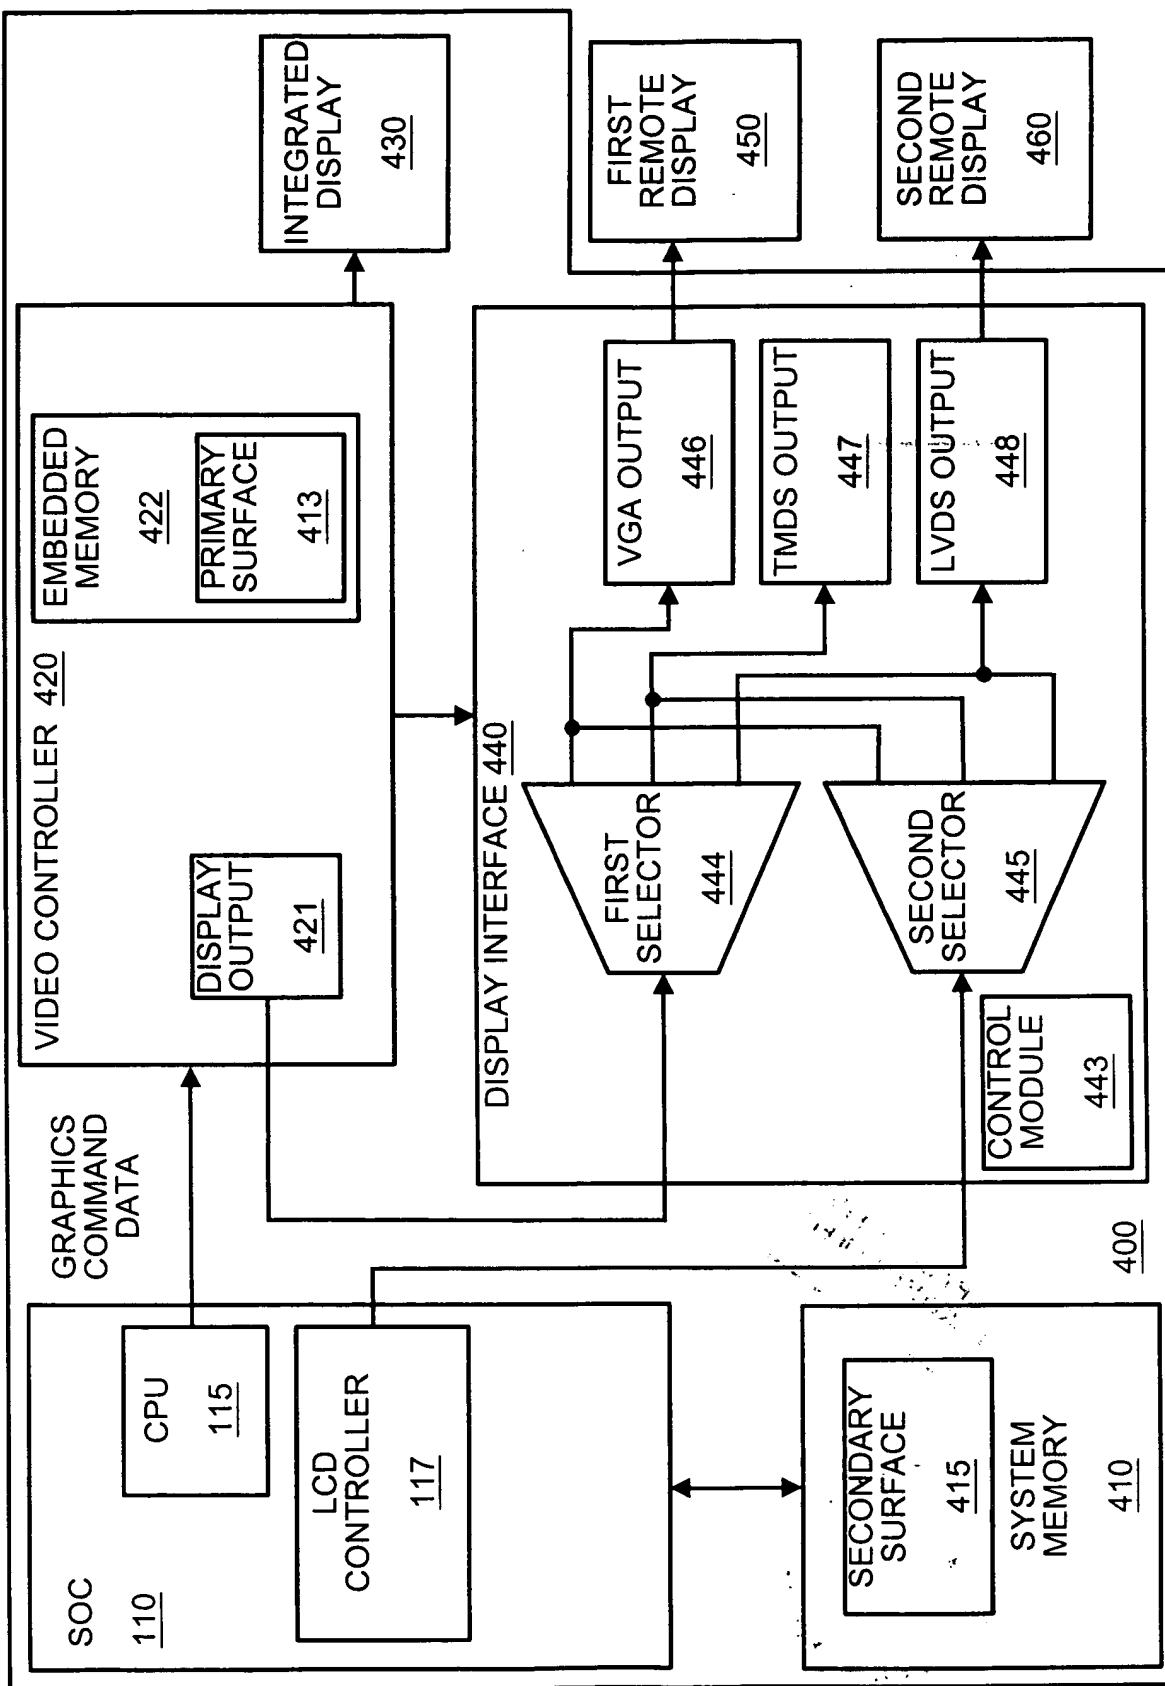 SOC
110
CPU
115
LCD
CONTROLLER
117
GRAPHICS
COMMAND
DATA
VIDEO CONTROLLER 420
DISPLAY
OUTPUT
421
EMBEDDED
MEMORY
422
PRIMARY
SURFACE
413
INTEGRATED
DISPLAY
430
SECONDARY
SURFACE
415
SYSTEM
MEMORY
410
400
DISPLAY INTERFACE 440
CONTROL
MODULE
443
FIRST
SELECTOR
444
SECOND
SELECTOR
445
VGA OUTPUT
446
TMDS OUTPUT
447
LVDS OUTPUT
448
FIRST
REMOTE
DISPLAY
450
SECOND
REMOTE
DISPLAY
460